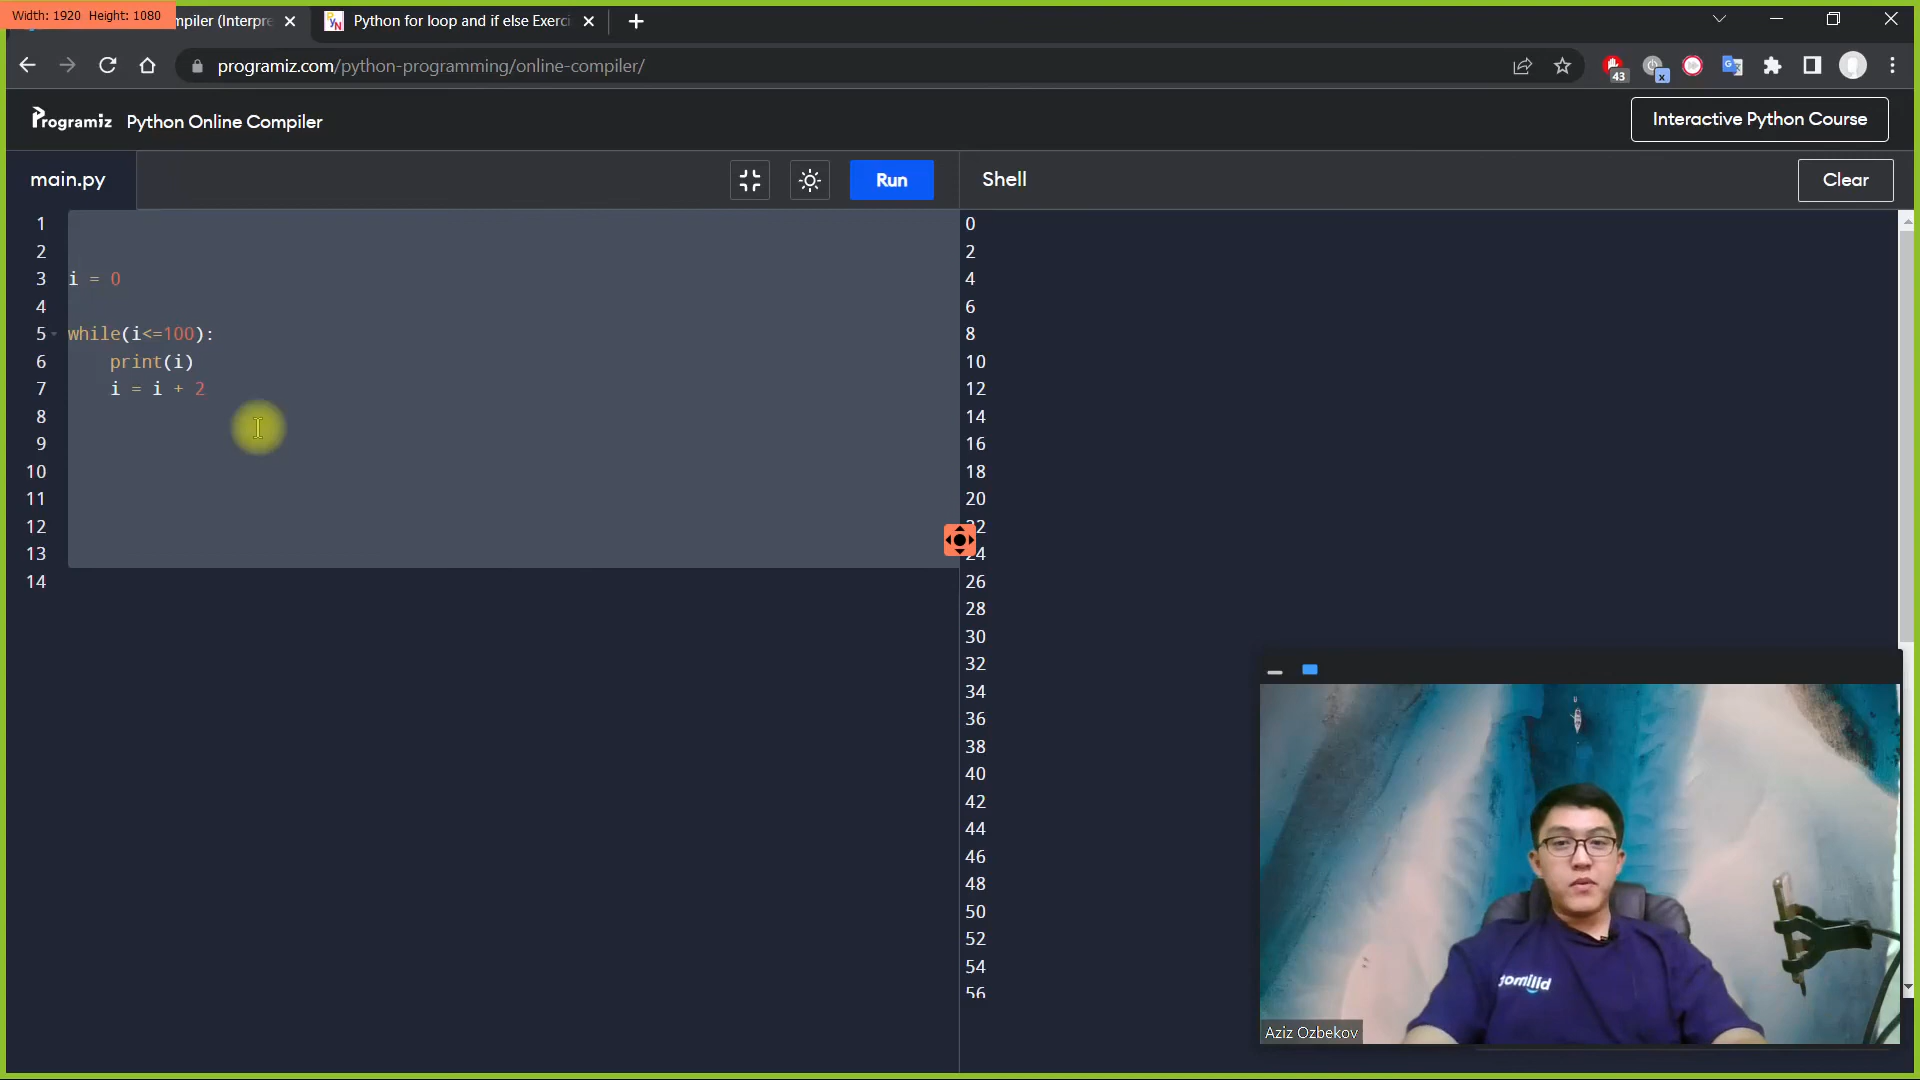 Width: 1920 Height: 1080
mpiler (Interpre
Python for loop and if else Exerci
programiz.com/python-programming/online-compiler/
43
x
Programiz
Python Online Compiler
Interactive Python Course
main.py
Run
Shell
Clear
1
2
3 i = 0
4
5 while(i<=100):
6 print(i)
7 i = i + 2
8
9
10
11
12
13
14
0
2
4
6
8
10
12
14
16
18
20
22
24
26
28
30
32
34
36
38
40
42
44
46
48
50
52
54
56
Aziz Ozbekov